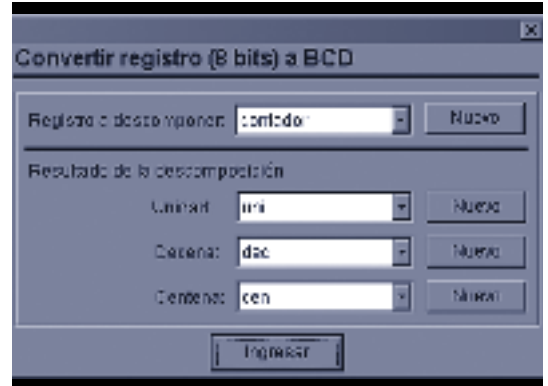 Convertir registro (8 bits) a BCD
Registro a descomponer: contador Nuevo
Resultado de la descomposición
Unidad: uni Nuevo
Decena: dec Nuevo
Centena: cen Nuevo
Ingresar